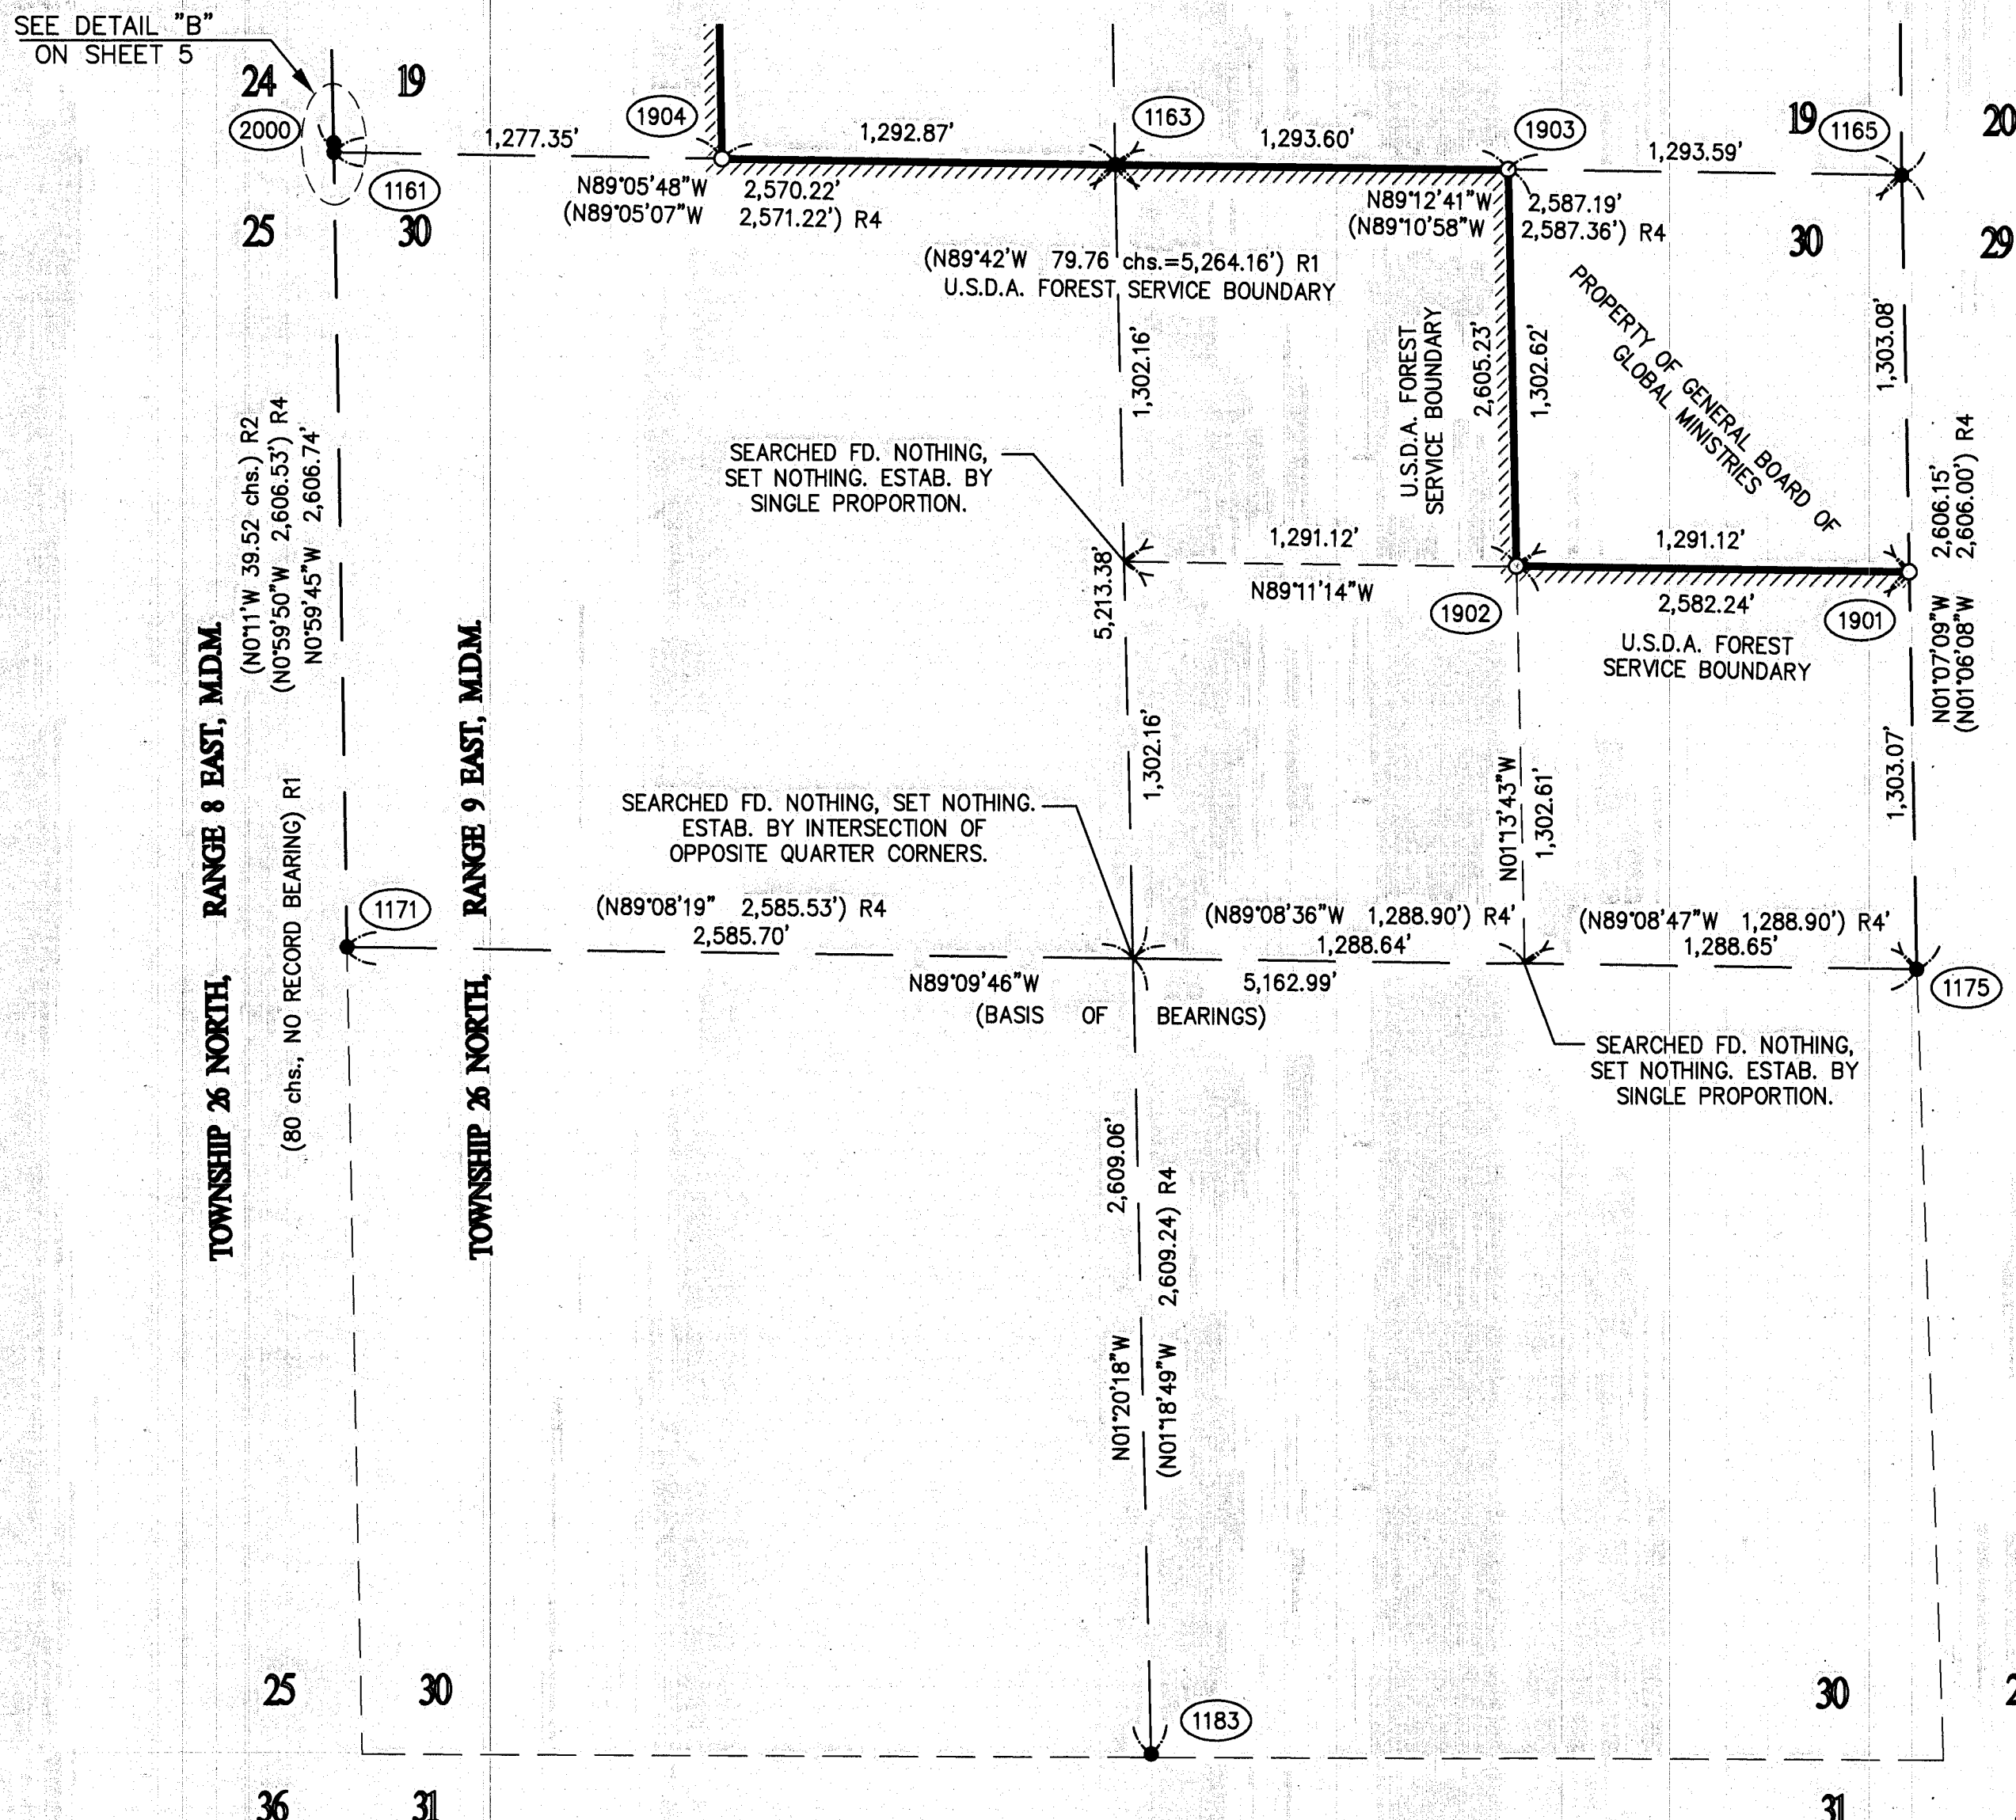 SEE DETAIL "B"
ON SHEET 5
24
19
2000
1161
25
30
1,277.35'
1904
1,292.87'
1163
1,293.60'
1903
1,293.59'
19
1165
20
N89°05'48"W 2,570.22'
(N89°05'07"W 2,571.22') R4
N89°12'41"W 2,587.19'
(N89°10'58"W 2,587.36') R4
30
29
(N89°42'W 79.76 chs.=5,264.16') R1
U.S.D.A. FOREST SERVICE BOUNDARY
1,302.16'
U.S.D.A. FOREST
SERVICE BOUNDARY
2,605.23'
1,302.62'
PROPERTY OF GENERAL BOARD OF
GLOBAL MINISTRIES
1,303.08'
(N0°11'W 39.52 chs.) R2
(N0°59'50"W 2,606.53') R4
N0°59'45"W 2,606.74'
SEARCHED FD. NOTHING,
SET NOTHING. ESTAB. BY
SINGLE PROPORTION.
5,213.38'
1,291.12'
N89°11'14"W
1902
1,291.12'
2,582.24'
1901
U.S.D.A. FOREST
SERVICE BOUNDARY
N01°07'09"W 2,606.15'
(N01°06'08"W 2,606.00') R4
TOWNSHIP 26 NORTH, RANGE 8 EAST, M.D.M.
(80 chs., NO RECORD BEARING) R1
TOWNSHIP 26 NORTH, RANGE 9 EAST, M.D.M.
1,302.16'
N01°13'43"W
1,302.61'
1,303.07'
SEARCHED FD. NOTHING, SET NOTHING.
ESTAB. BY INTERSECTION OF
OPPOSITE QUARTER CORNERS.
1171
(N89°08'19" 2,585.53') R4
2,585.70'
(N89°08'36"W 1,288.90') R4'
1,288.64'
(N89°08'47"W 1,288.90') R4'
1,288.65'
N89°09'46"W 5,162.99'
(BASIS OF BEARINGS)
1175
SEARCHED FD. NOTHING,
SET NOTHING. ESTAB. BY
SINGLE PROPORTION.
N01°20'18"W 2,609.06'
(N01°18'49"W 2,609.24) R4
25
30
1183
30
2
36
31
31